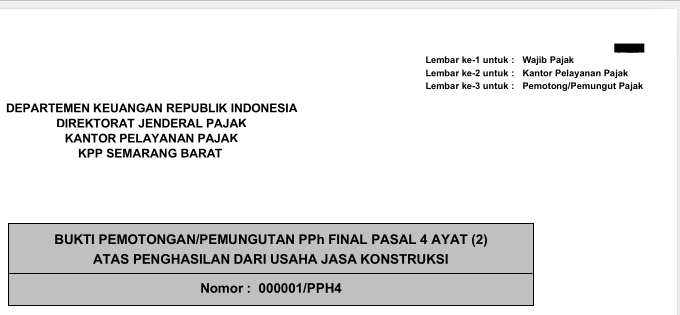 Lembar ke-1 untuk : Wajib Pajak
Lembar ke-2 untuk : Kantor Pelayanan Pajak
Lembar ke-3 untuk : Pemotong/Pemungut Pajak
DEPARTEMEN KEUANGAN REPUBLIK INDONESIA
DIREKTORAT JENDERAL PAJAK
KANTOR PELAYANAN PAJAK
KPP SEMARANG BARAT
BUKTI PEMOTONGAN/PEMUNGUTAN PPh FINAL PASAL 4 AYAT (2)
ATAS PENGHASILAN DARI USAHA JASA KONSTRUKSI
Nomor : 000001/PPH4